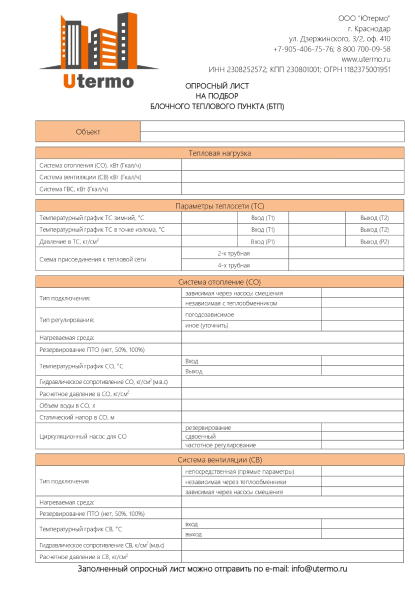 Utermo
ООО "Ютермо"
г. Краснодар
ул. Дзержинского, 3/2, оф. 410
+7-905-406-75-76; 8 800 700-09-58
www.utermo.ru
ИНН 2308252572; КПП 230801001; ОГРН 1182375001951
ОПРОСНЫЙ ЛИСТ
НА ПОДБОР
БЛОЧНОГО ТЕПЛОВОГО ПУНКТА (БТП)
Объект
Тепловая нагрузка
Система отопления (СО), кВт (Гкал/ч)
Система вентиляции (СВ) кВт (Гкал/ч)
Система ГВС, кВт (Гкал/ч)
Параметры теплосети (ТС)
Температурный график ТС зимний, °С Вход (Т1) Выход (Т2)
Температурный график ТС в точке излома, °С Вход (Т1) Выход (Т2)
Давление в ТС, кг/см² Вход (Р1) Выход (Р2)
Схема присоединения к тепловой сети
2-х трубная
4-х трубная
Система отопление (СО)
Тип подключения:
зависимая через насосы смешения
независимая с теплообменником
Тип регулирования:
погодозависимое
иное (уточнить)
Нагреваемая среда:
Резервирование ПТО (нет, 50%, 100%)
Температурный график СО, °С
Вход
Выход
Гидравлическое сопротивление СО, кг/см² (м.в.с)
Расчетное давление в СО, кг/см²
Объем воды в СО, л
Статический напор в СО, м
Циркуляционный насос для СО
резервирование
сдвоенный
частотное регулирование
Система вентиляции (СВ)
Тип подключения
непосредственная (прямые параметры)
независимая через теплообменники
зависимая через насосы смешения
Нагреваемая среда:
Резервирование ПТО (нет, 50%, 100%)
Температурный график СВ, °С
вход
выход
Гидравлическое сопротивление СВ, кг/см² (м.в.с)
Расчетное давление в СВ, кг/см²
Заполненный опросный лист можно отправить по e-mail: info@utermo.ru